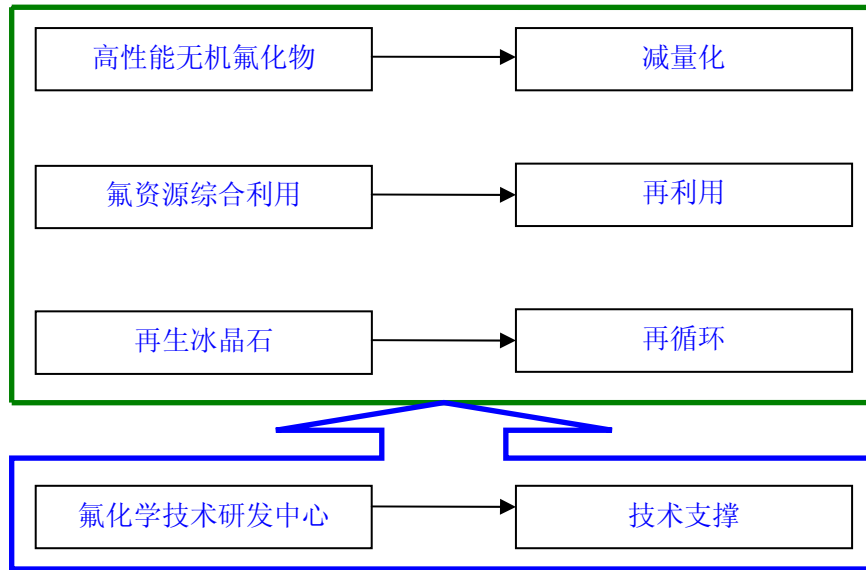 高性能无机氟化物
减量化
氟资源综合利用
再利用
再生冰晶石
再循环
氟化学技术研发中心
技术支撑